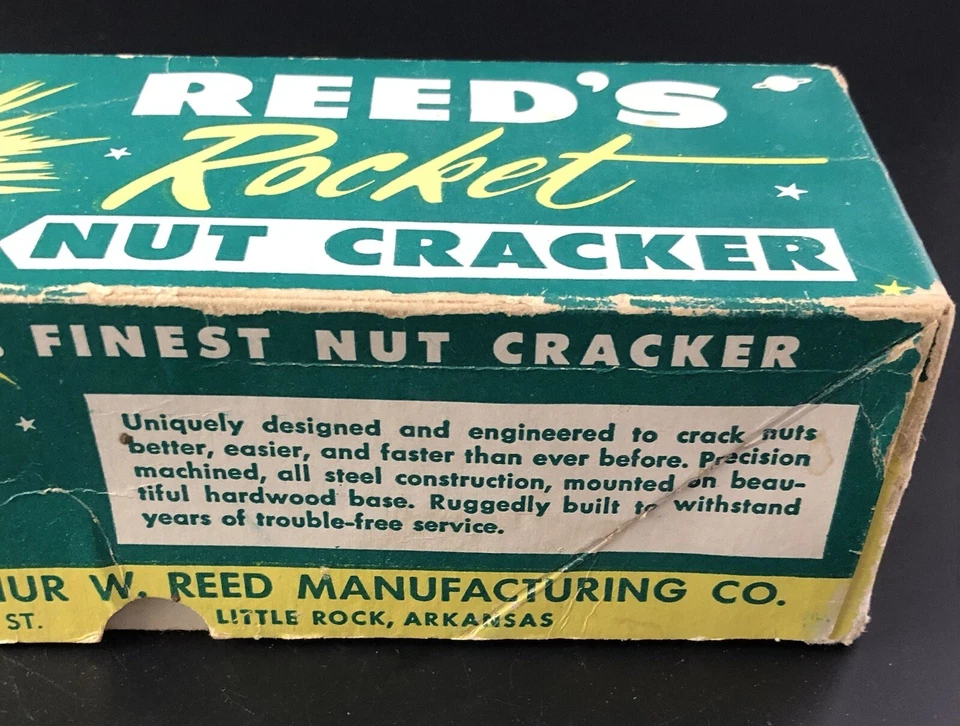 REED'S
Rocket
NUT CRACKER
FINEST NUT CRACKER
Uniquely designed and engineered to crack nuts
better, easier, and faster than ever before. Precision
machined, all steel construction, mounted on beau-
tiful hardwood base. Ruggedly built to withstand
years of trouble-free service.
W. REED MANUFACTURING CO.
ST. LITTLE ROCK, ARKANSAS